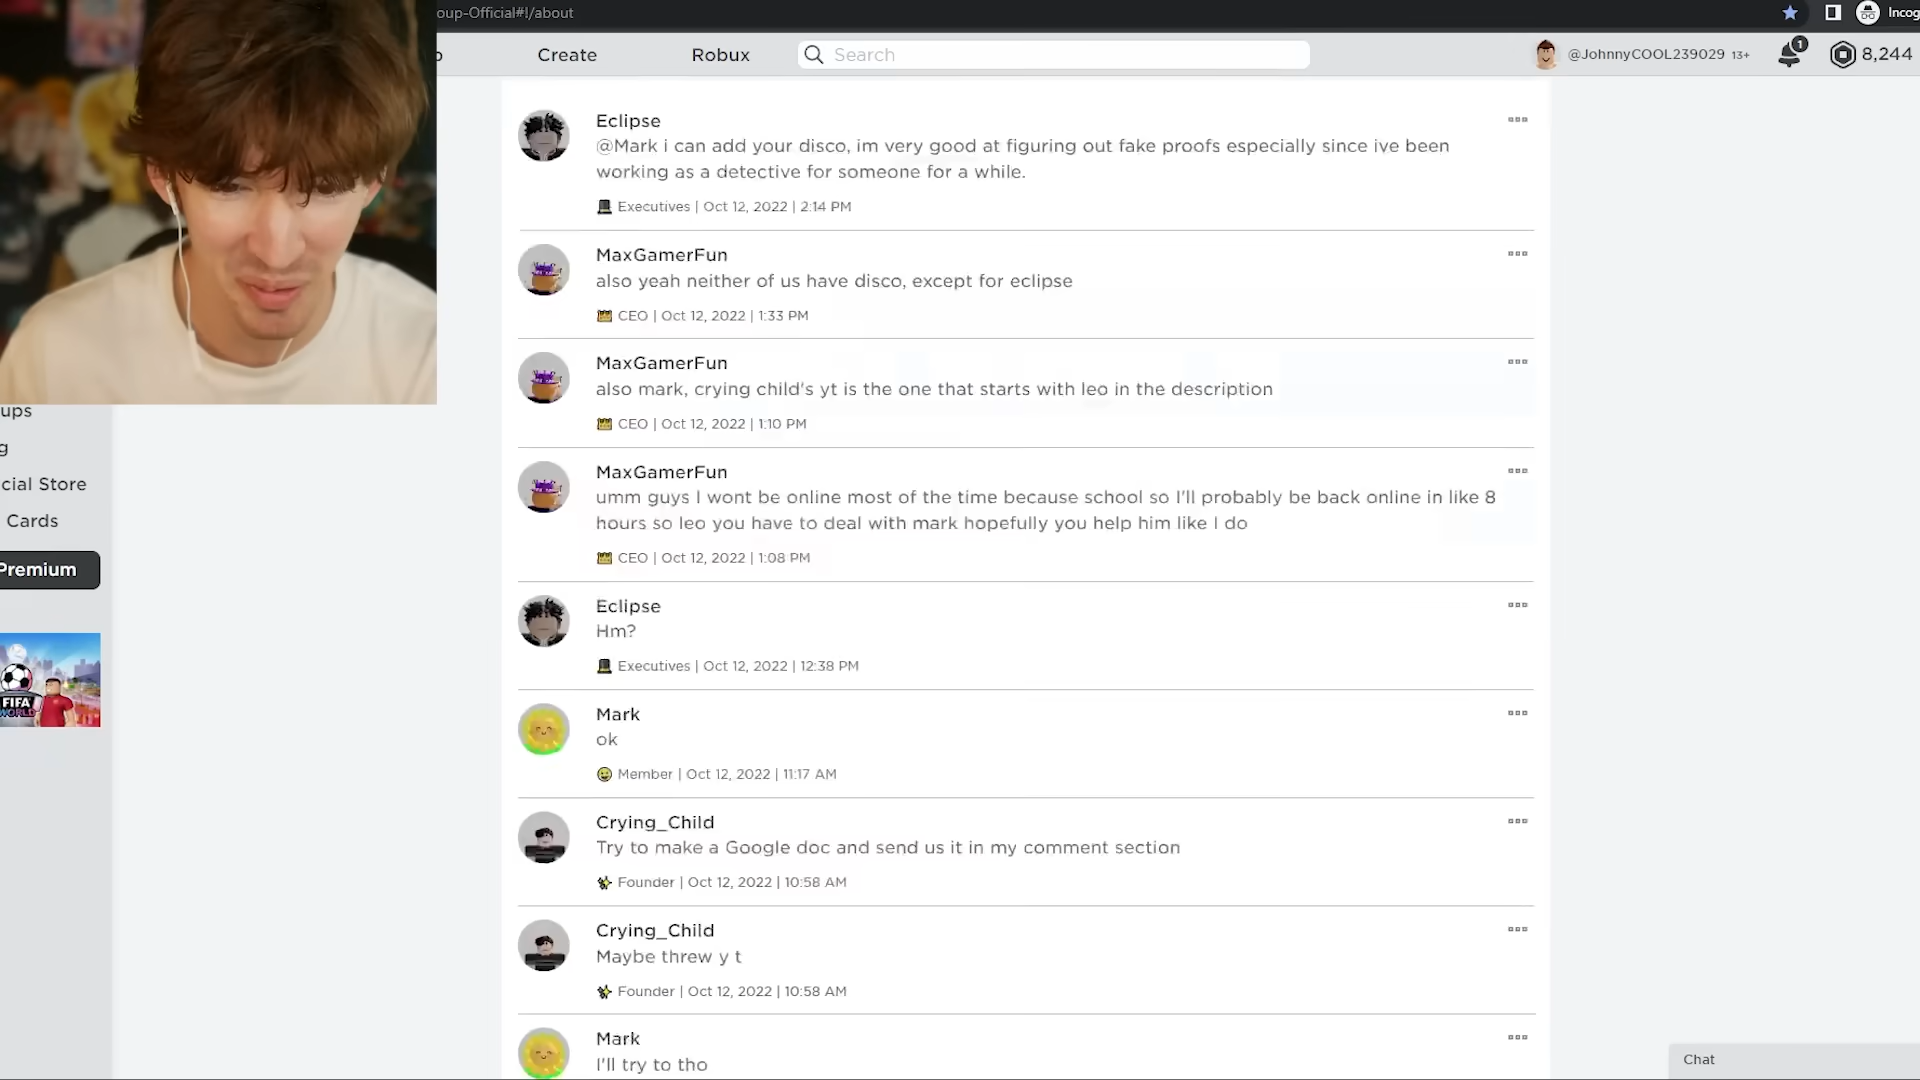 oup-Official#!/about
Incog
Create
Robux
Search
@JohnnyCOOL239029 13+
1
8,244
Eclipse
@Mark i can add your disco, im very good at figuring out fake proofs especially since ive been
working as a detective for someone for a while.
Executives | Oct 12, 2022 | 2:14 PM
MaxGamerFun
also yeah neither of us have disco, except for eclipse
CEO | Oct 12, 2022 | 1:33 PM
MaxGamerFun
also mark, crying child's yt is the one that starts with leo in the description
CEO | Oct 12, 2022 | 1:10 PM
MaxGamerFun
umm guys I wont be online most of the time because school so I'll probably be back online in like 8
hours so leo you have to deal with mark hopefully you help him like I do
CEO | Oct 12, 2022 | 1:08 PM
Eclipse
Hm?
Executives | Oct 12, 2022 | 12:38 PM
Mark
ok
Member | Oct 12, 2022 | 11:17 AM
Crying_Child
Try to make a Google doc and send us it in my comment section
Founder | Oct 12, 2022 | 10:58 AM
Crying_Child
Maybe threw y t
Founder | Oct 12, 2022 | 10:58 AM
Mark
I'll try to tho
ups
g
cial Store
Cards
Premium
FIFA
WORLD
Chat